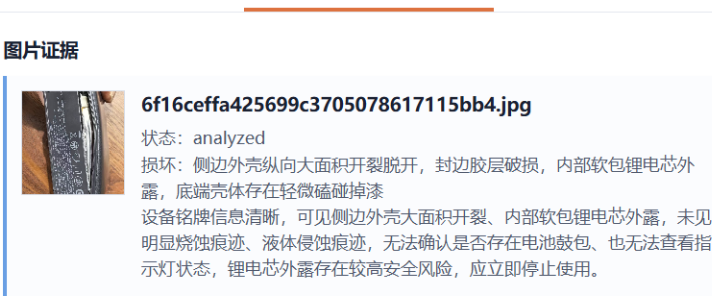 图片证据
6f16ceffa425699c3705078617115bb4.jpg
状态：analyzed
损坏：侧边外壳纵向大面积开裂脱开，封边胶层破损，内部软包锂电芯外
露，底端壳体存在轻微磕碰掉漆
设备铭牌信息清晰，可见侧边外壳大面积开裂、内部软包锂电芯外露，未见
明显烧蚀痕迹、液体侵蚀痕迹，无法确认是否存在电池鼓包、也无法查看指
示灯状态，锂电芯外露存在较高安全风险，应立即停止使用。